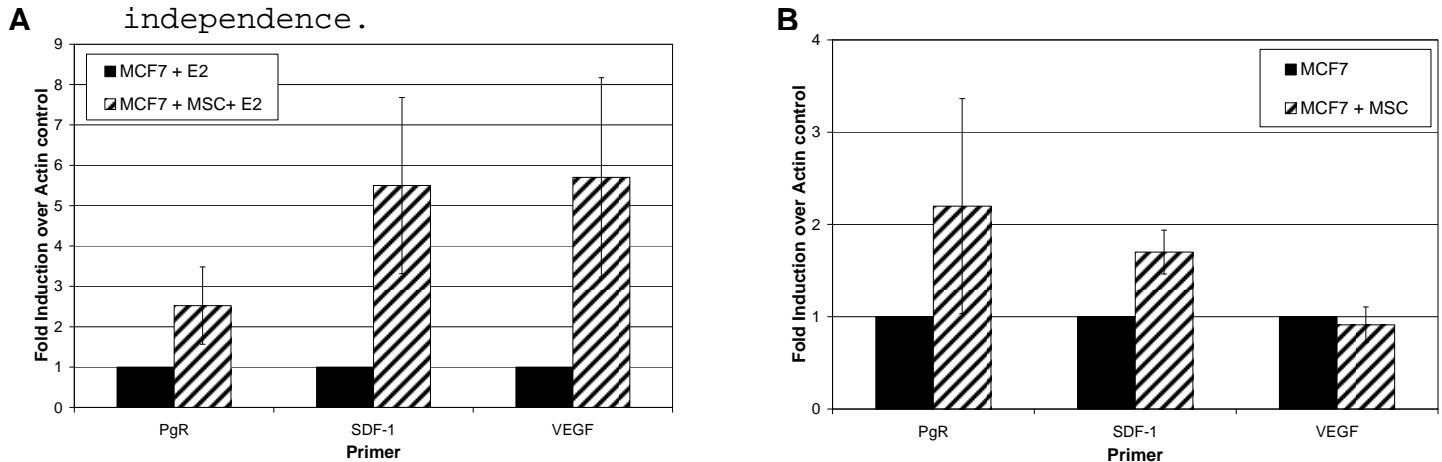 independence.
A
9
8
7
6
5
4
3
2
1
0
Fold Induction over Actin control
MCF7 + E2
MCF7 + MSC+ E2
PgR
SDF-1
VEGF
Primer
B
4
3
2
1
0
Fold Induction over Actin control
MCF7
MCF7 + MSC
PgR
SDF-1
VEGF
Primer